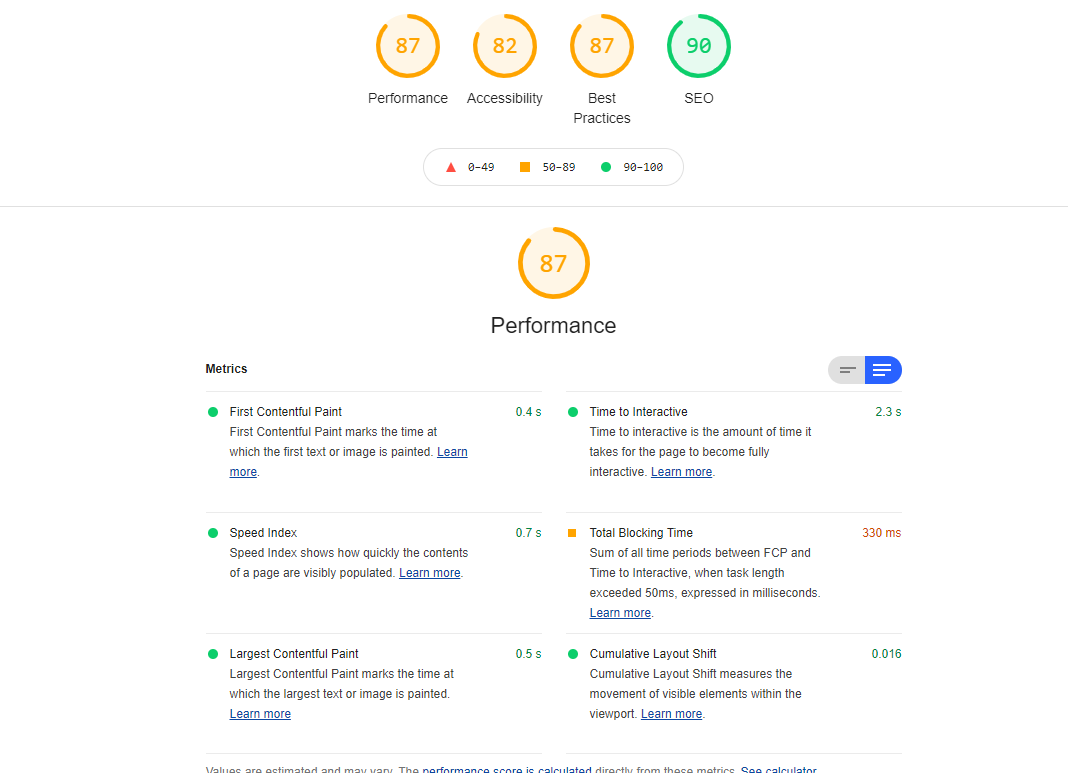 87 82 87 90
Performance Accessibility Best Practices SEO
0–49 50–89 90–100
87
Performance
Metrics
First Contentful Paint 0.4 s
First Contentful Paint marks the time at
which the first text or image is painted. Learn
more.
Time to Interactive 2.3 s
Time to interactive is the amount of time it
takes for the page to become fully
interactive. Learn more.
Speed Index 0.7 s
Speed Index shows how quickly the contents
of a page are visibly populated. Learn more.
Total Blocking Time 330 ms
Sum of all time periods between FCP and
Time to Interactive, when task length
exceeded 50ms, expressed in milliseconds.
Learn more.
Largest Contentful Paint 0.5 s
Largest Contentful Paint marks the time at
which the largest text or image is painted.
Learn more
Cumulative Layout Shift 0.016
Cumulative Layout Shift measures the
movement of visible elements within the
viewport. Learn more.
Values are estimated and may vary. The performance score is calculated directly from these metrics. See calculator